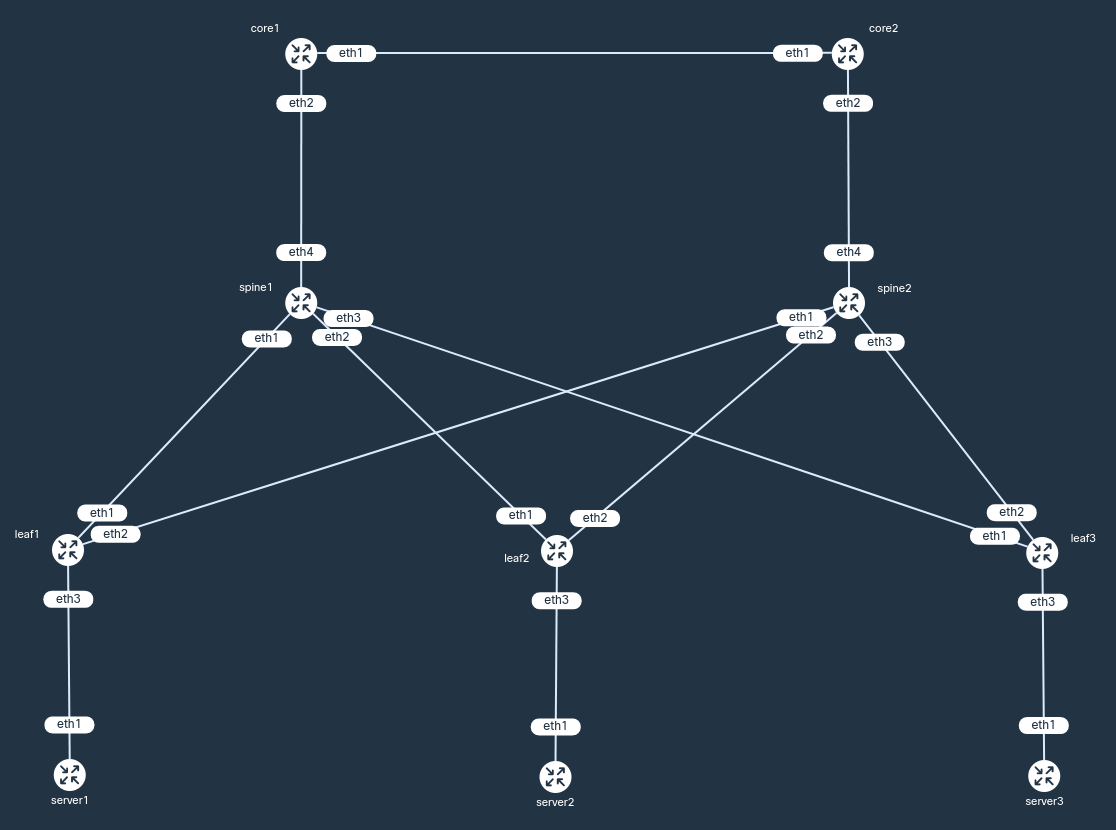 core1
core2
eth1
eth1
eth2
eth2
eth4
eth4
spine1
spine2
eth3
eth1
eth1
eth2
eth2
eth3
eth1
eth1
eth2
eth2
leaf1
eth2
eth1
leaf3
leaf2
eth3
eth3
eth3
eth1
eth1
eth1
server1
server2
server3